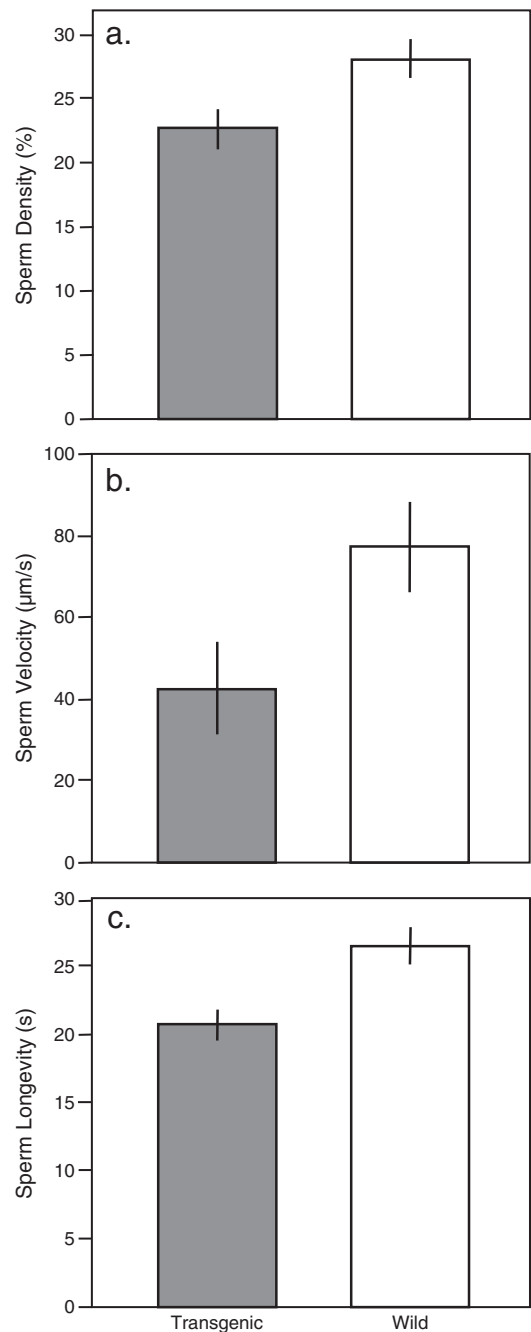 a.
Sperm Density (%)
30
25
20
15
10
5
0
b.
Sperm Velocity (µm/s)
100
80
60
40
20
0
c.
Sperm Longevity (s)
30
25
20
15
10
5
0
Transgenic Wild